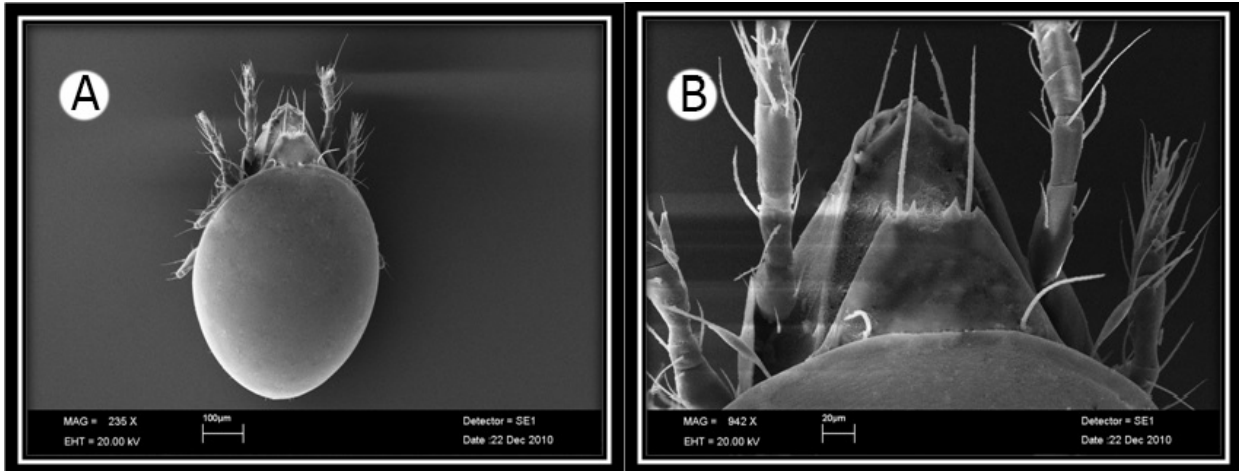 A
MAG = 235 X
EHT = 20.00 kV
100µm
Detector = SE1
Date :22 Dec 2010
B
MAG = 942 X
EHT = 20.00 kV
20µm
Detector = SE1
Date :22 Dec 2010